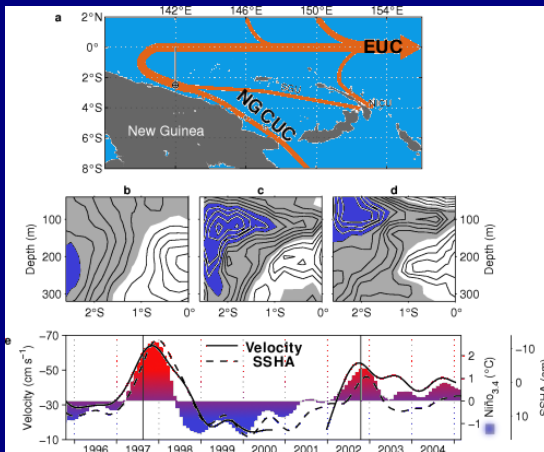 142°E 146°E 150°E 154°E
a
2°N
0°
2°S
4°S
6°S
8°S
EUC
NGCUC
New Guinea
b c d
Depth (m)
100
200
300
2°S 1°S 0°
2°S 1°S 0°
2°S 1°S 0°
100
200
300
Depth (m)
e
Velocity (cm s⁻¹)
-70
-50
-30
-10
Velocity
SSHA
2
1
0
-1
Niño3.4 (°C)
-10
0
10
1996 1997 1998 1999 2000 2001 2002 2003 2004